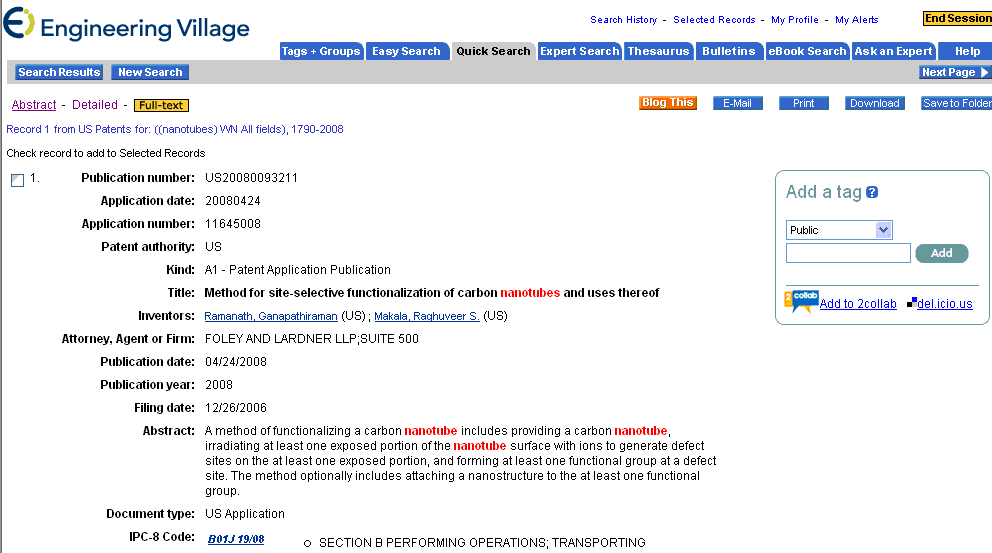 Engineering Village
Search History - Selected Records - My Profile - My Alerts
End Session
Tags + Groups Easy Search Quick Search Expert Search Thesaurus Bulletins eBook Search Ask an Expert Help
Search Results New Search Next Page
Abstract - Detailed - Full-text
Blog This E-Mail Print Download Save to Folder
Record 1 from US Patents for: ((nanotubes) WN All fields), 1790-2008
Check record to add to Selected Records
1. Publication number: US20080093211
Application date: 20080424
Application number: 11645008
Patent authority: US
Kind: A1 - Patent Application Publication
Title: Method for site-selective functionalization of carbon nanotubes and uses thereof
Inventors: Ramanath, Ganapathiraman (US) ; Makala, Raghuveer S. (US)
Attorney, Agent or Firm: FOLEY AND LARDNER LLP;SUITE 500
Publication date: 04/24/2008
Publication year: 2008
Filing date: 12/26/2006
Abstract: A method of functionalizing a carbon nanotube includes providing a carbon nanotube,
irradiating at least one exposed portion of the nanotube surface with ions to generate defect
sites on the at least one exposed portion, and forming at least one functional group at a defect
site. The method optionally includes attaching a nanostructure to the at least one functional
group.
Document type: US Application
IPC-8 Code: B01J 19/08 o SECTION B PERFORMING OPERATIONS; TRANSPORTING
Add a tag ?
Public
Add
2 collab Add to 2collab del.icio.us